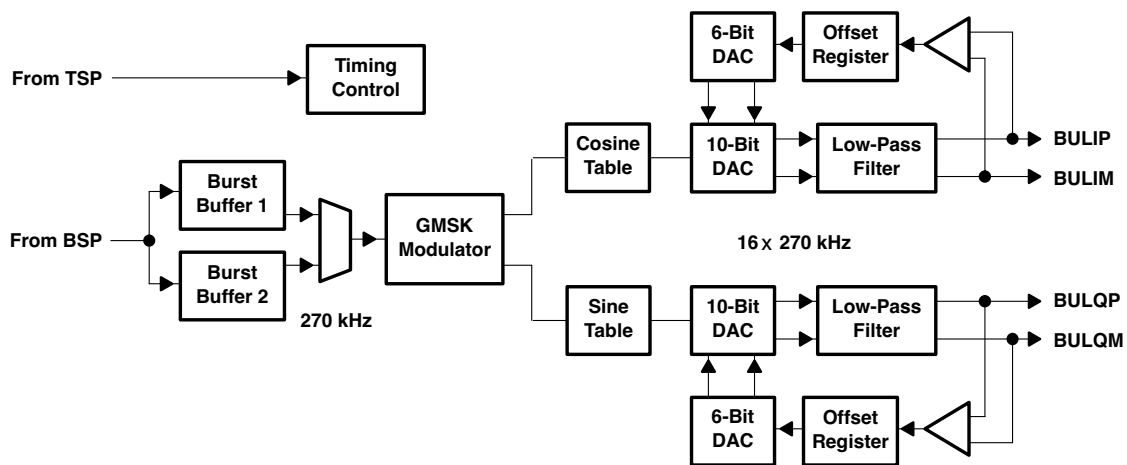 6-Bit
DAC
Offset
Register
From TSP
Timing
Control
Cosine
Table
10-Bit
DAC
Low-Pass
Filter
BULIP
BULIM
Burst
Buffer 1
From BSP
GMSK
Modulator
16 x 270 kHz
Burst
Buffer 2
270 kHz
Sine
Table
10-Bit
DAC
Low-Pass
Filter
BULQP
BULQM
6-Bit
DAC
Offset
Register